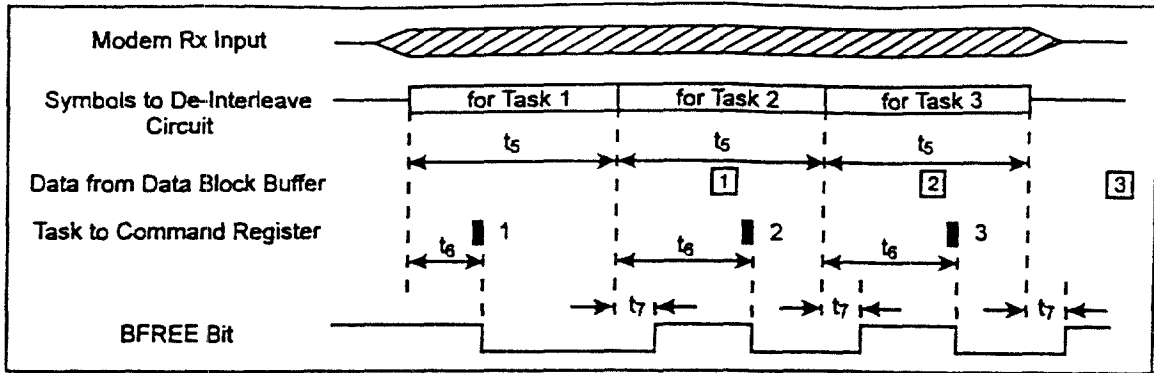 Modem Rx Input
Symbols to De-Interleave
Circuit
for Task 1 for Task 2 for Task 3
t5 t5 t5
Data from Data Block Buffer
1 2 3
Task to Command Register
1 2 3
t6 t6 t6
t7 t7 t7
BFREE Bit